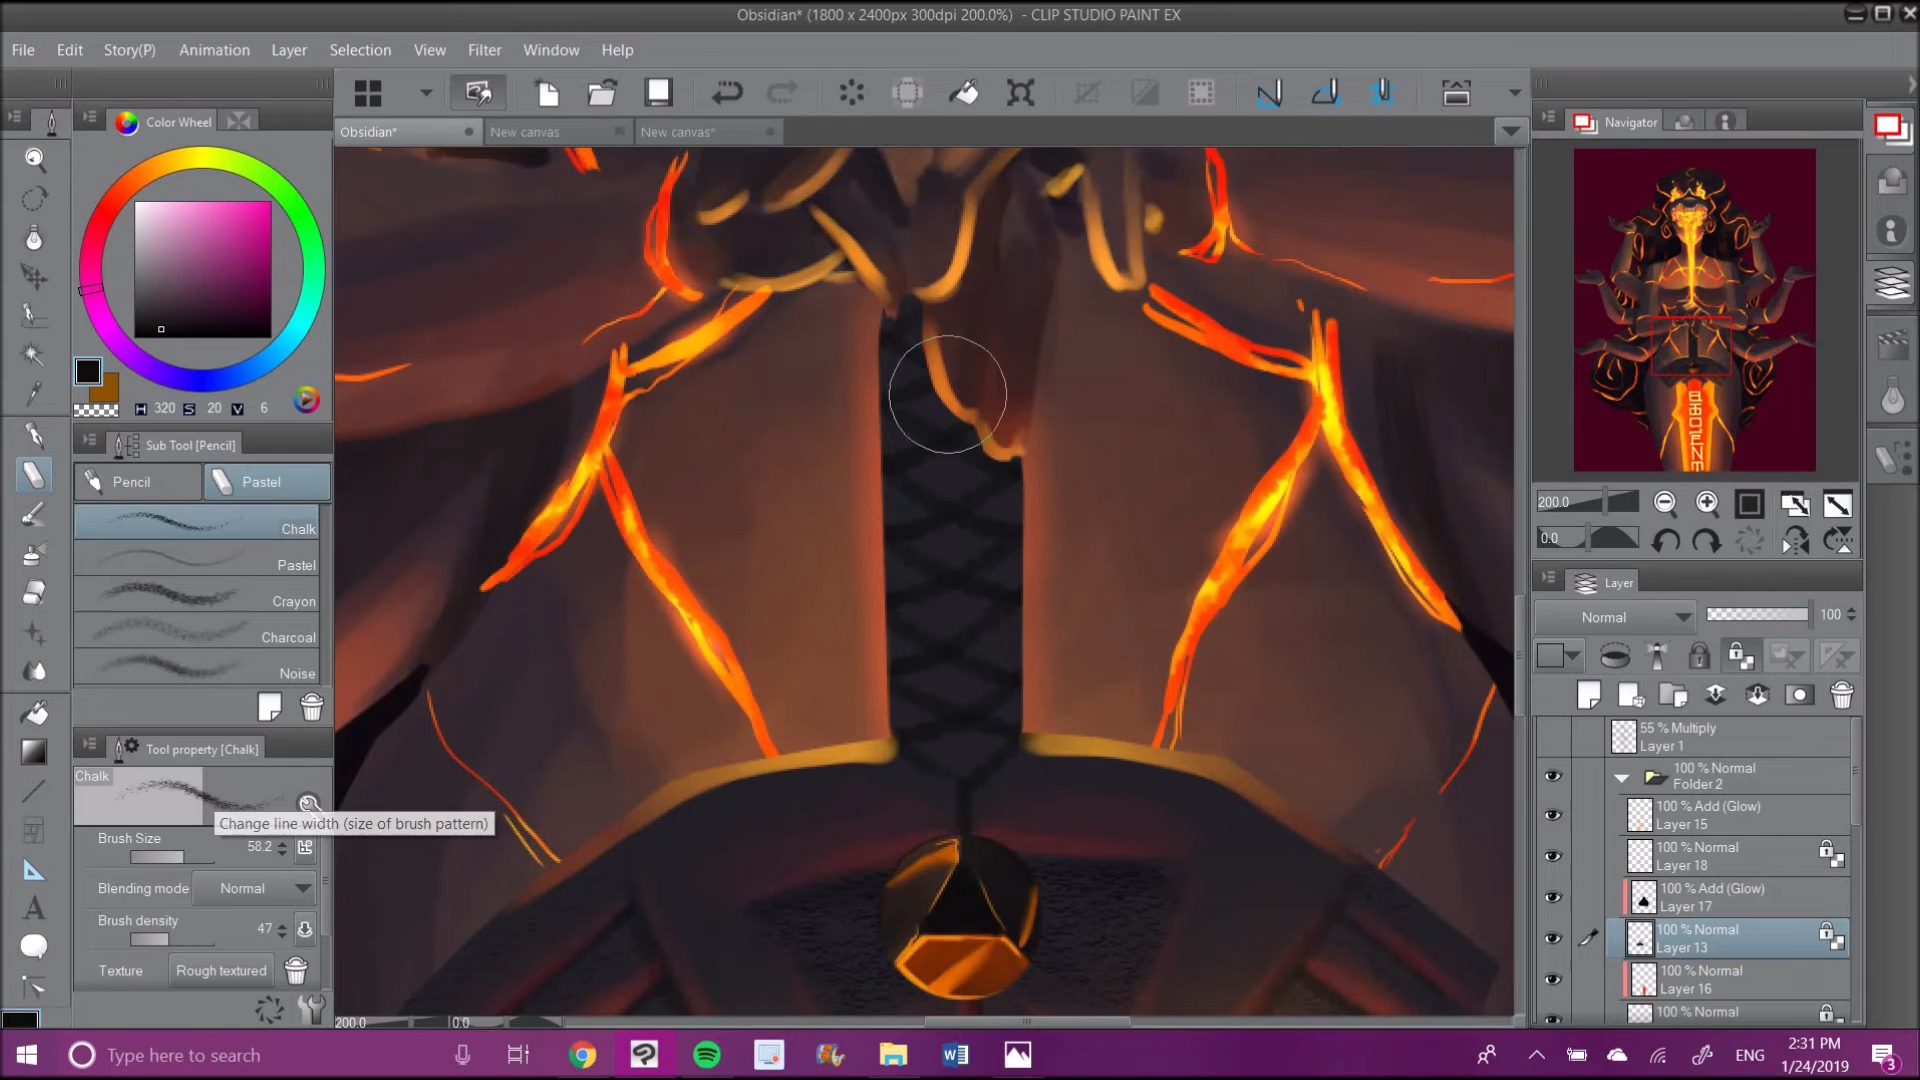 Obsidian* (1800 x 2400px 300dpi 200.0%) - CLIP STUDIO PAINT EX
File Edit Story(P) Animation Layer Selection View Filter Window Help
Color Wheel
Obsidian* New canvas New canvas*
Navigator
H 320 S 20 V 6
Sub Tool [Pencil]
Pencil Pastel
Chalk
Pastel
Crayon
Charcoal
Noise
Tool property [Chalk]
Chalk
Change line width (size of brush pattern)
Brush Size 58.2
Blending mode Normal
Brush density 47
Texture Rough textured
200.0 0.0
200.0
0.0
Layer
Normal 100
55 % Multiply
Layer 1
100 % Normal
Folder 2
100 % Add (Glow)
Layer 15
100 % Normal
Layer 18
100 % Add (Glow)
Layer 17
100 % Normal
Layer 13
100 % Normal
Layer 16
100 % Normal
Type here to search
ENG
2:31 PM
1/24/2019
3